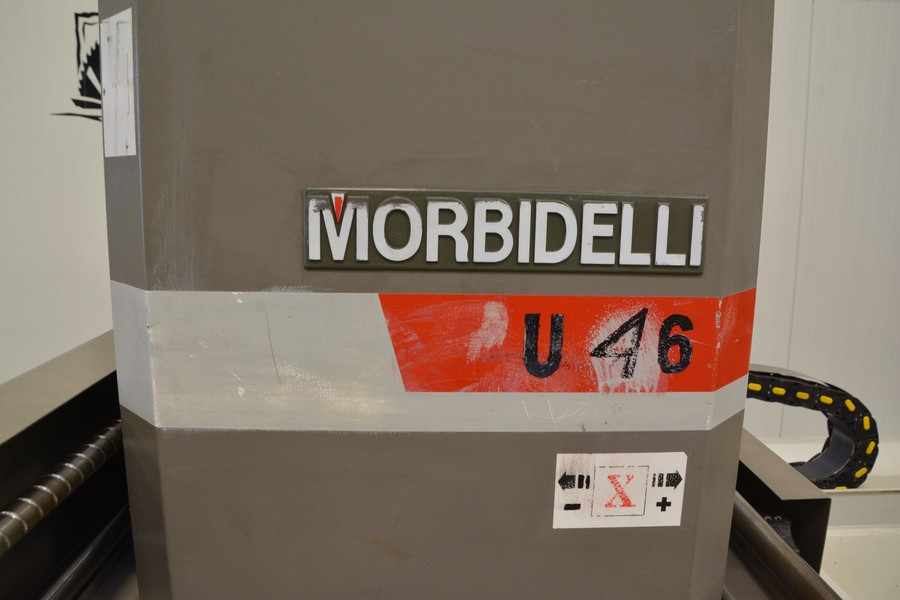 MORBIDELLI
U 46
X
- +